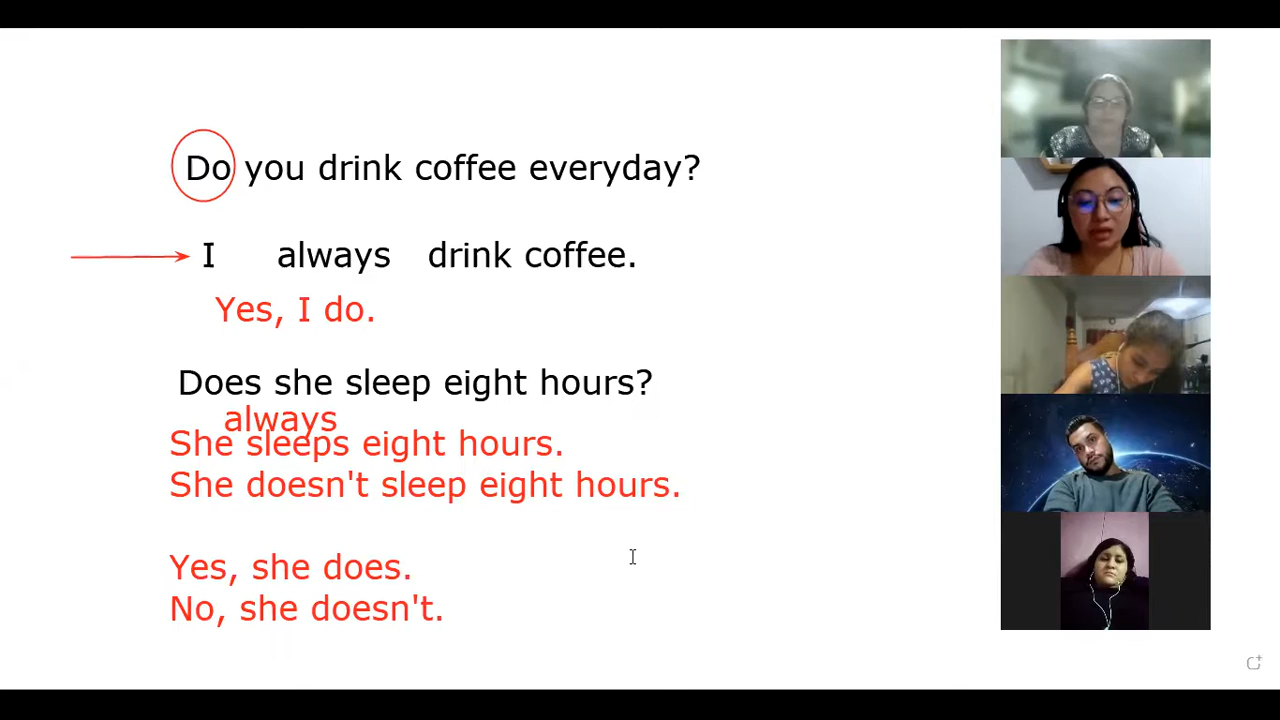 Do you drink coffee everyday?
I always drink coffee.
Yes, I do.
Does she sleep eight hours?
always
She sleeps eight hours.
She doesn't sleep eight hours.
Yes, she does.
No, she doesn't.